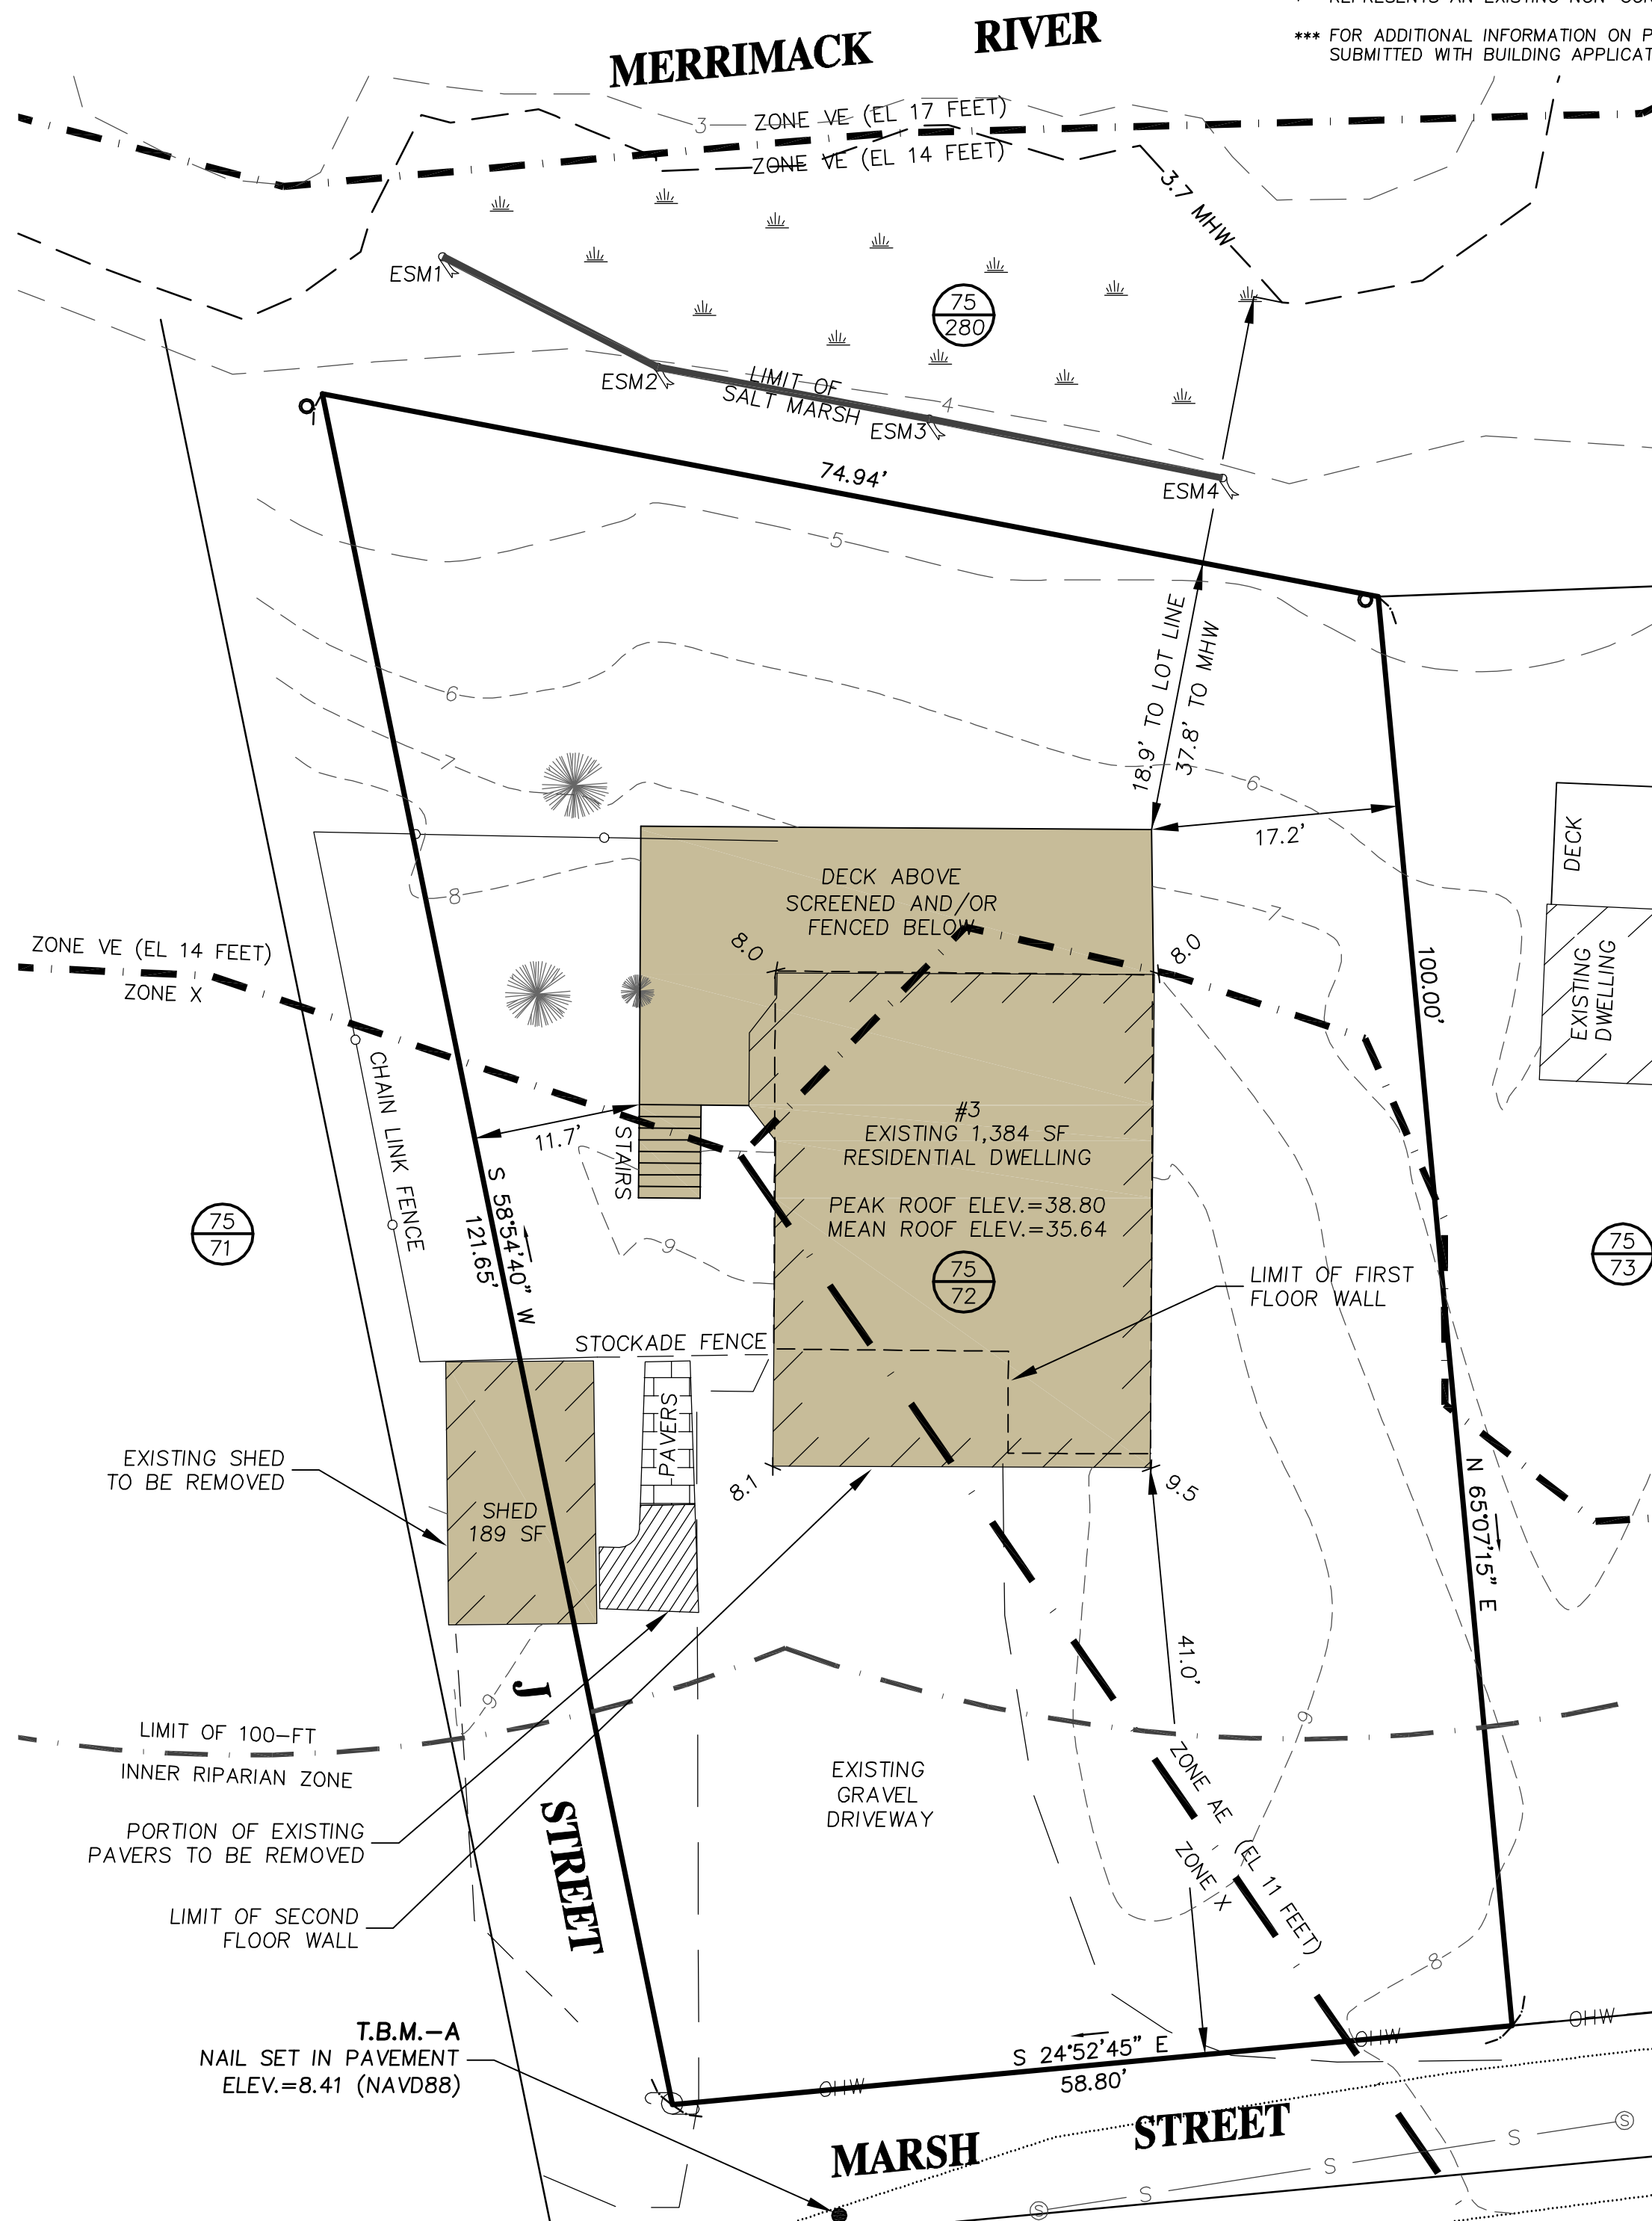 *** FOR ADDITIONAL INFORMATION ON P
SUBMITTED WITH BUILDING APPLICAT
MERRIMACK RIVER
3
ZONE VE (EL 17 FEET)
ZONE VE (EL 14 FEET)
3.7 MHW
ESM1
75
280
ESM2
LIMIT OF
SALT MARSH
4
ESM3
ESM4
74.94'
5
18.9' TO LOT LINE
37.8' TO MHW
6
7
6
17.2'
DECK
DECK ABOVE
SCREENED AND/OR
FENCED BELOW
8
7
8.0
8.0
ZONE VE (EL 14 FEET)
ZONE X
100.00'
EXISTING
DWELLING
CHAIN LINK FENCE
11.7'
STAIRS
#3
EXISTING 1,384 SF
RESIDENTIAL DWELLING
PEAK ROOF ELEV.=38.80
MEAN ROOF ELEV.=35.64
S 58°54'40" W
121.65'
75
71
9
75
72
75
73
LIMIT OF FIRST
FLOOR WALL
STOCKADE FENCE
PAVERS
EXISTING SHED
TO BE REMOVED
SHED
189 SF
8.1
9.5
N 65°07'15" E
41.0'
9
J STREET
9
LIMIT OF 100-FT
INNER RIPARIAN ZONE
EXISTING
GRAVEL
DRIVEWAY
ZONE AE (EL 11 FEET)
ZONE X
PORTION OF EXISTING
PAVERS TO BE REMOVED
LIMIT OF SECOND
FLOOR WALL
8
T.B.M.-A
NAIL SET IN PAVEMENT
ELEV.=8.41 (NAVD88)
S 24°52'45" E
58.80'
OHW
OHW
OHW
MARSH STREET
S
S
S
S
S